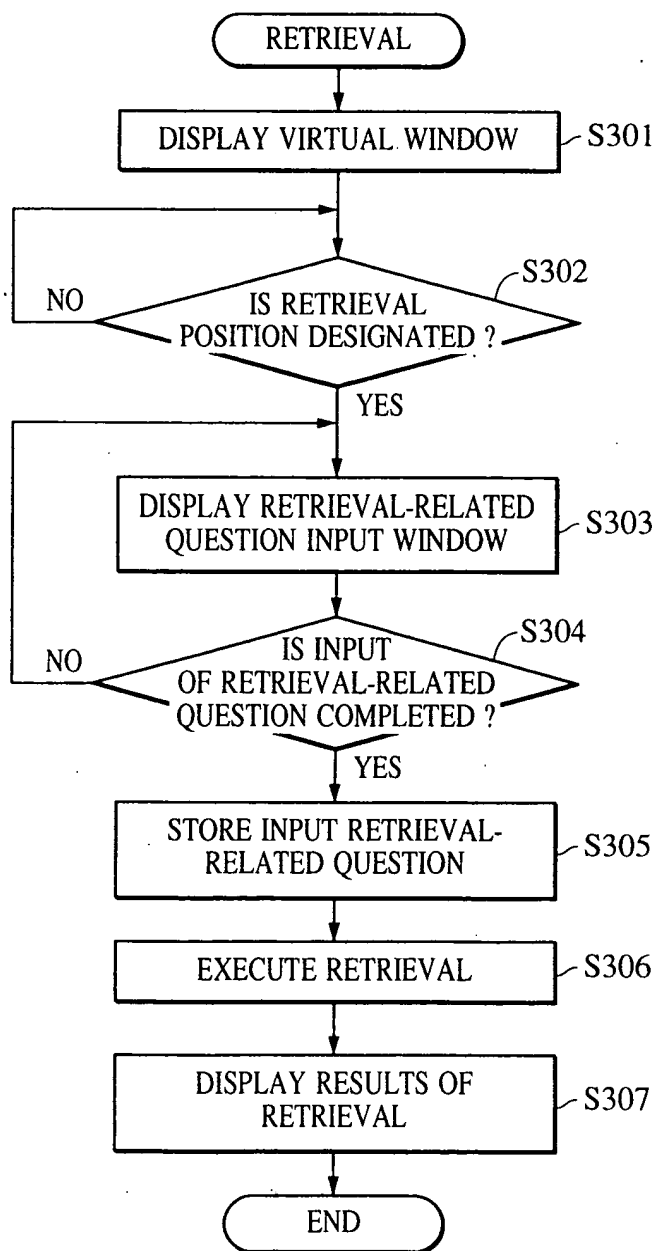 RETRIEVAL
DISPLAY VIRTUAL WINDOW
S301
S302
NO
IS RETRIEVAL
POSITION DESIGNATED ?
YES
DISPLAY RETRIEVAL-RELATED
QUESTION INPUT WINDOW
S303
S304
NO
IS INPUT
OF RETRIEVAL-RELATED
QUESTION COMPLETED ?
YES
STORE INPUT RETRIEVAL-
RELATED QUESTION
S305
EXECUTE RETRIEVAL
S306
DISPLAY RESULTS OF
RETRIEVAL
S307
END